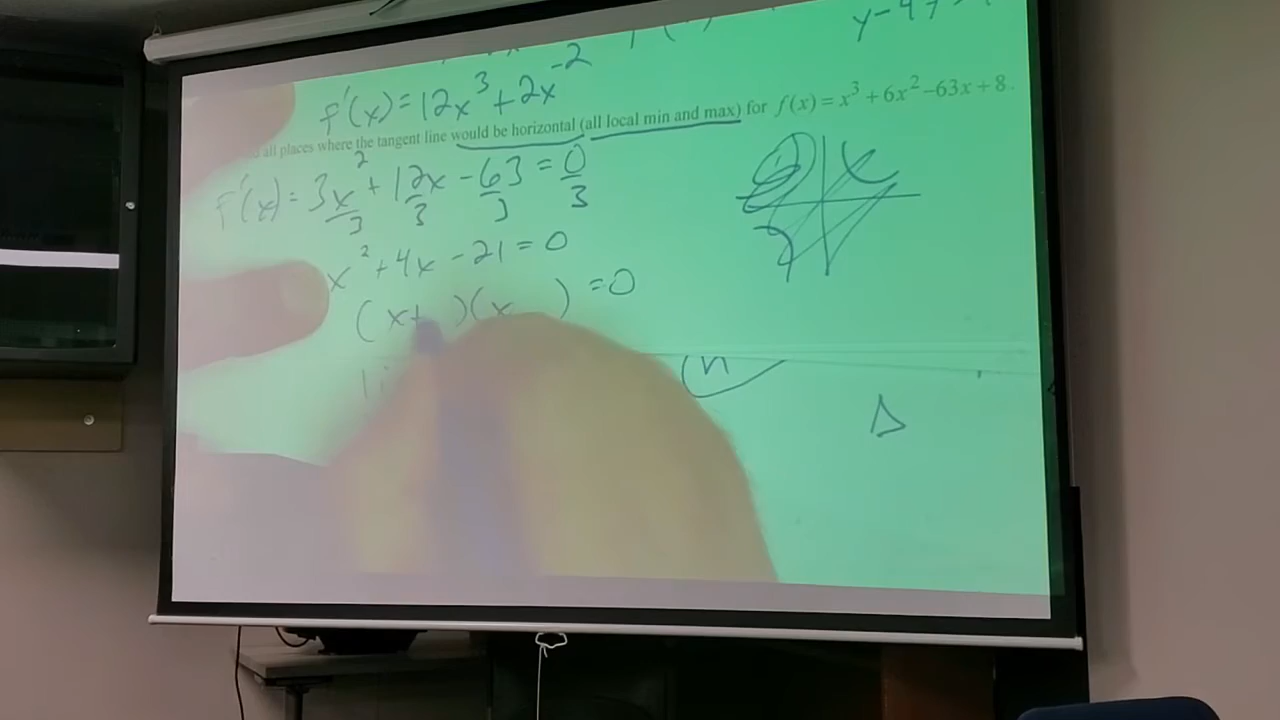 y-47
f'(x)=12x³+2x⁻²
all places where the tangent line would be horizontal (all local min and max) for f(x)=x³+6x²–63x+8.
f'(x)=3x²/3+12x/3-63/3=0/3
x²+4x-21=0
(x+ )(x )=0